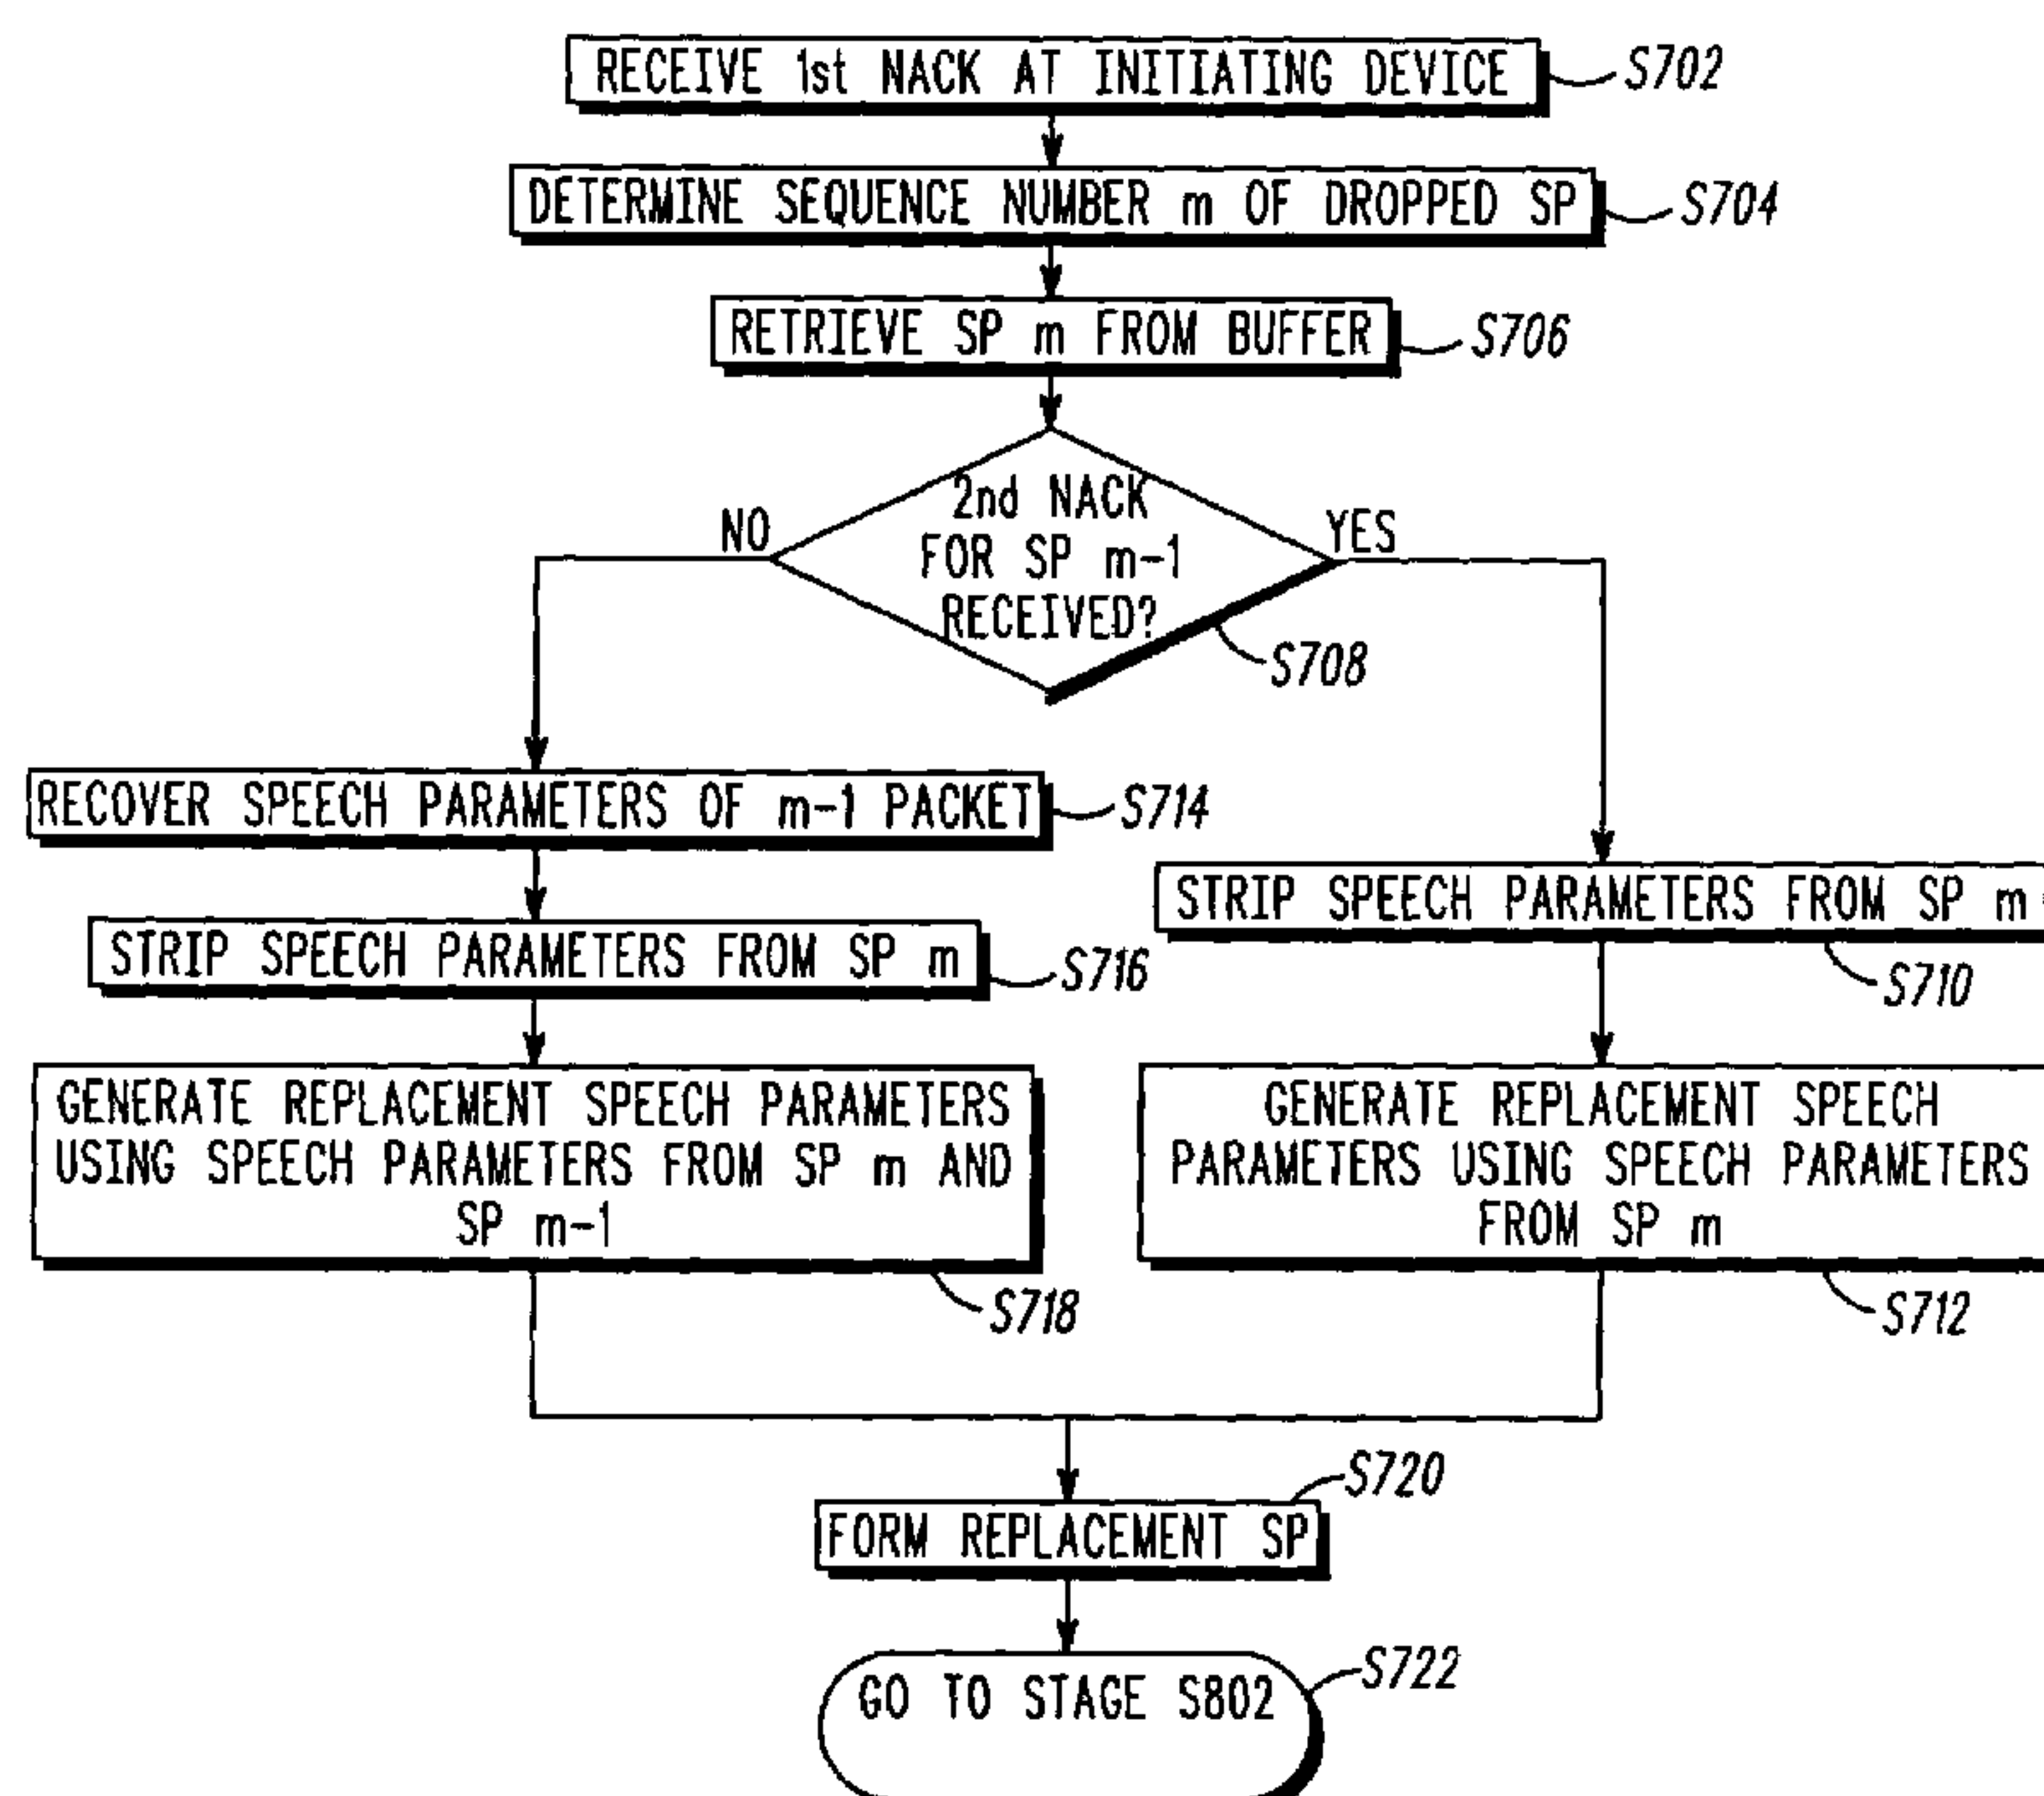 RECEIVE 1st NACK AT INITIATING DEVICE
S702
DETERMINE SEQUENCE NUMBER m OF DROPPED SP
S704
RETRIEVE SP m FROM BUFFER
S706
2nd NACK
FOR SP m-1
RECEIVED?
NO
YES
S708
RECOVER SPEECH PARAMETERS OF m-1 PACKET
S714
STRIP SPEECH PARAMETERS FROM SP m
S710
STRIP SPEECH PARAMETERS FROM SP m
S716
GENERATE REPLACEMENT SPEECH PARAMETERS
USING SPEECH PARAMETERS FROM SP m AND
SP m-1
S718
GENERATE REPLACEMENT SPEECH
PARAMETERS USING SPEECH PARAMETERS
FROM SP m
S712
S720
FORM REPLACEMENT SP
S722
GO TO STAGE S802